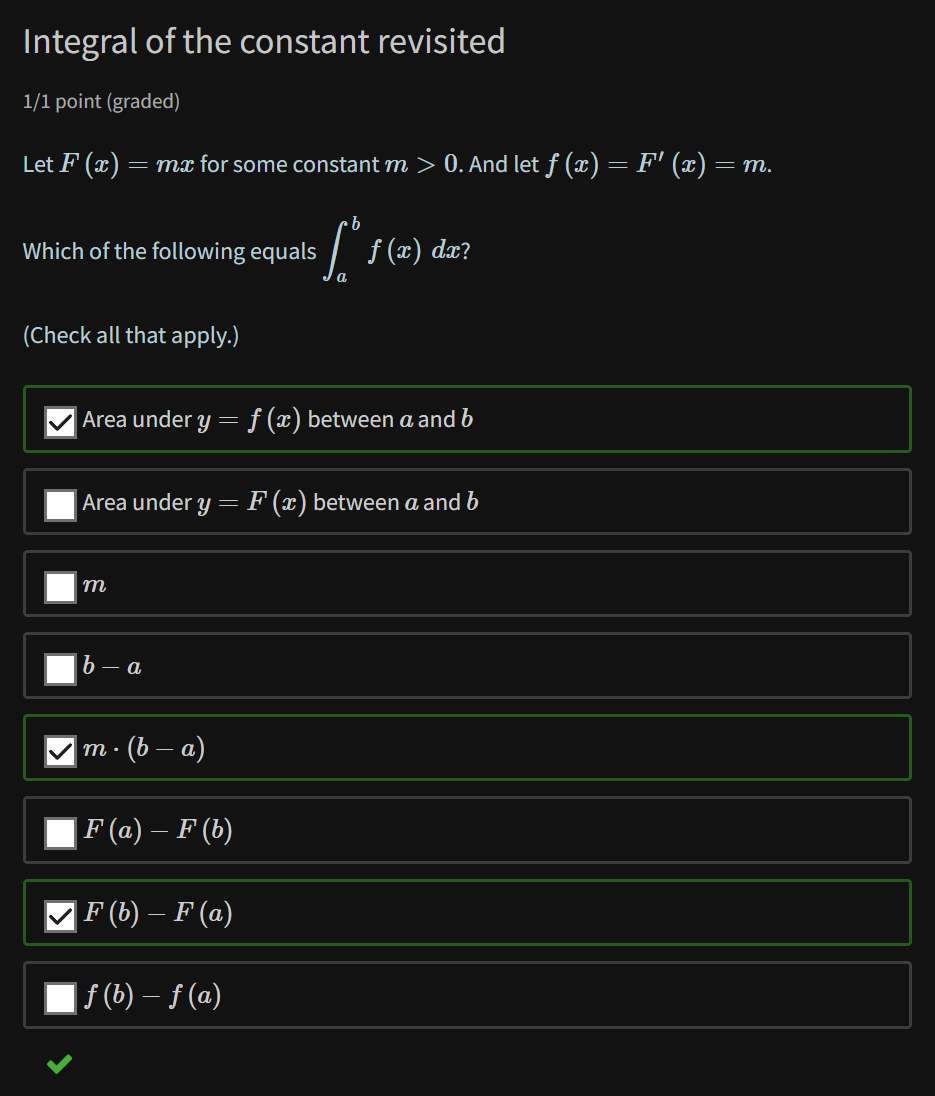 Integral of the constant revisited
1/1 point (graded)
Let F (x) = mx for some constant m > 0. And let f (x) = F′ (x) = m.
Which of the following equals ∫_a^b f (x) dx?
(Check all that apply.)
Area under y = f (x) between a and b
Area under y = F (x) between a and b
m
b − a
m · (b − a)
F (a) − F (b)
F (b) − F (a)
f (b) − f (a)